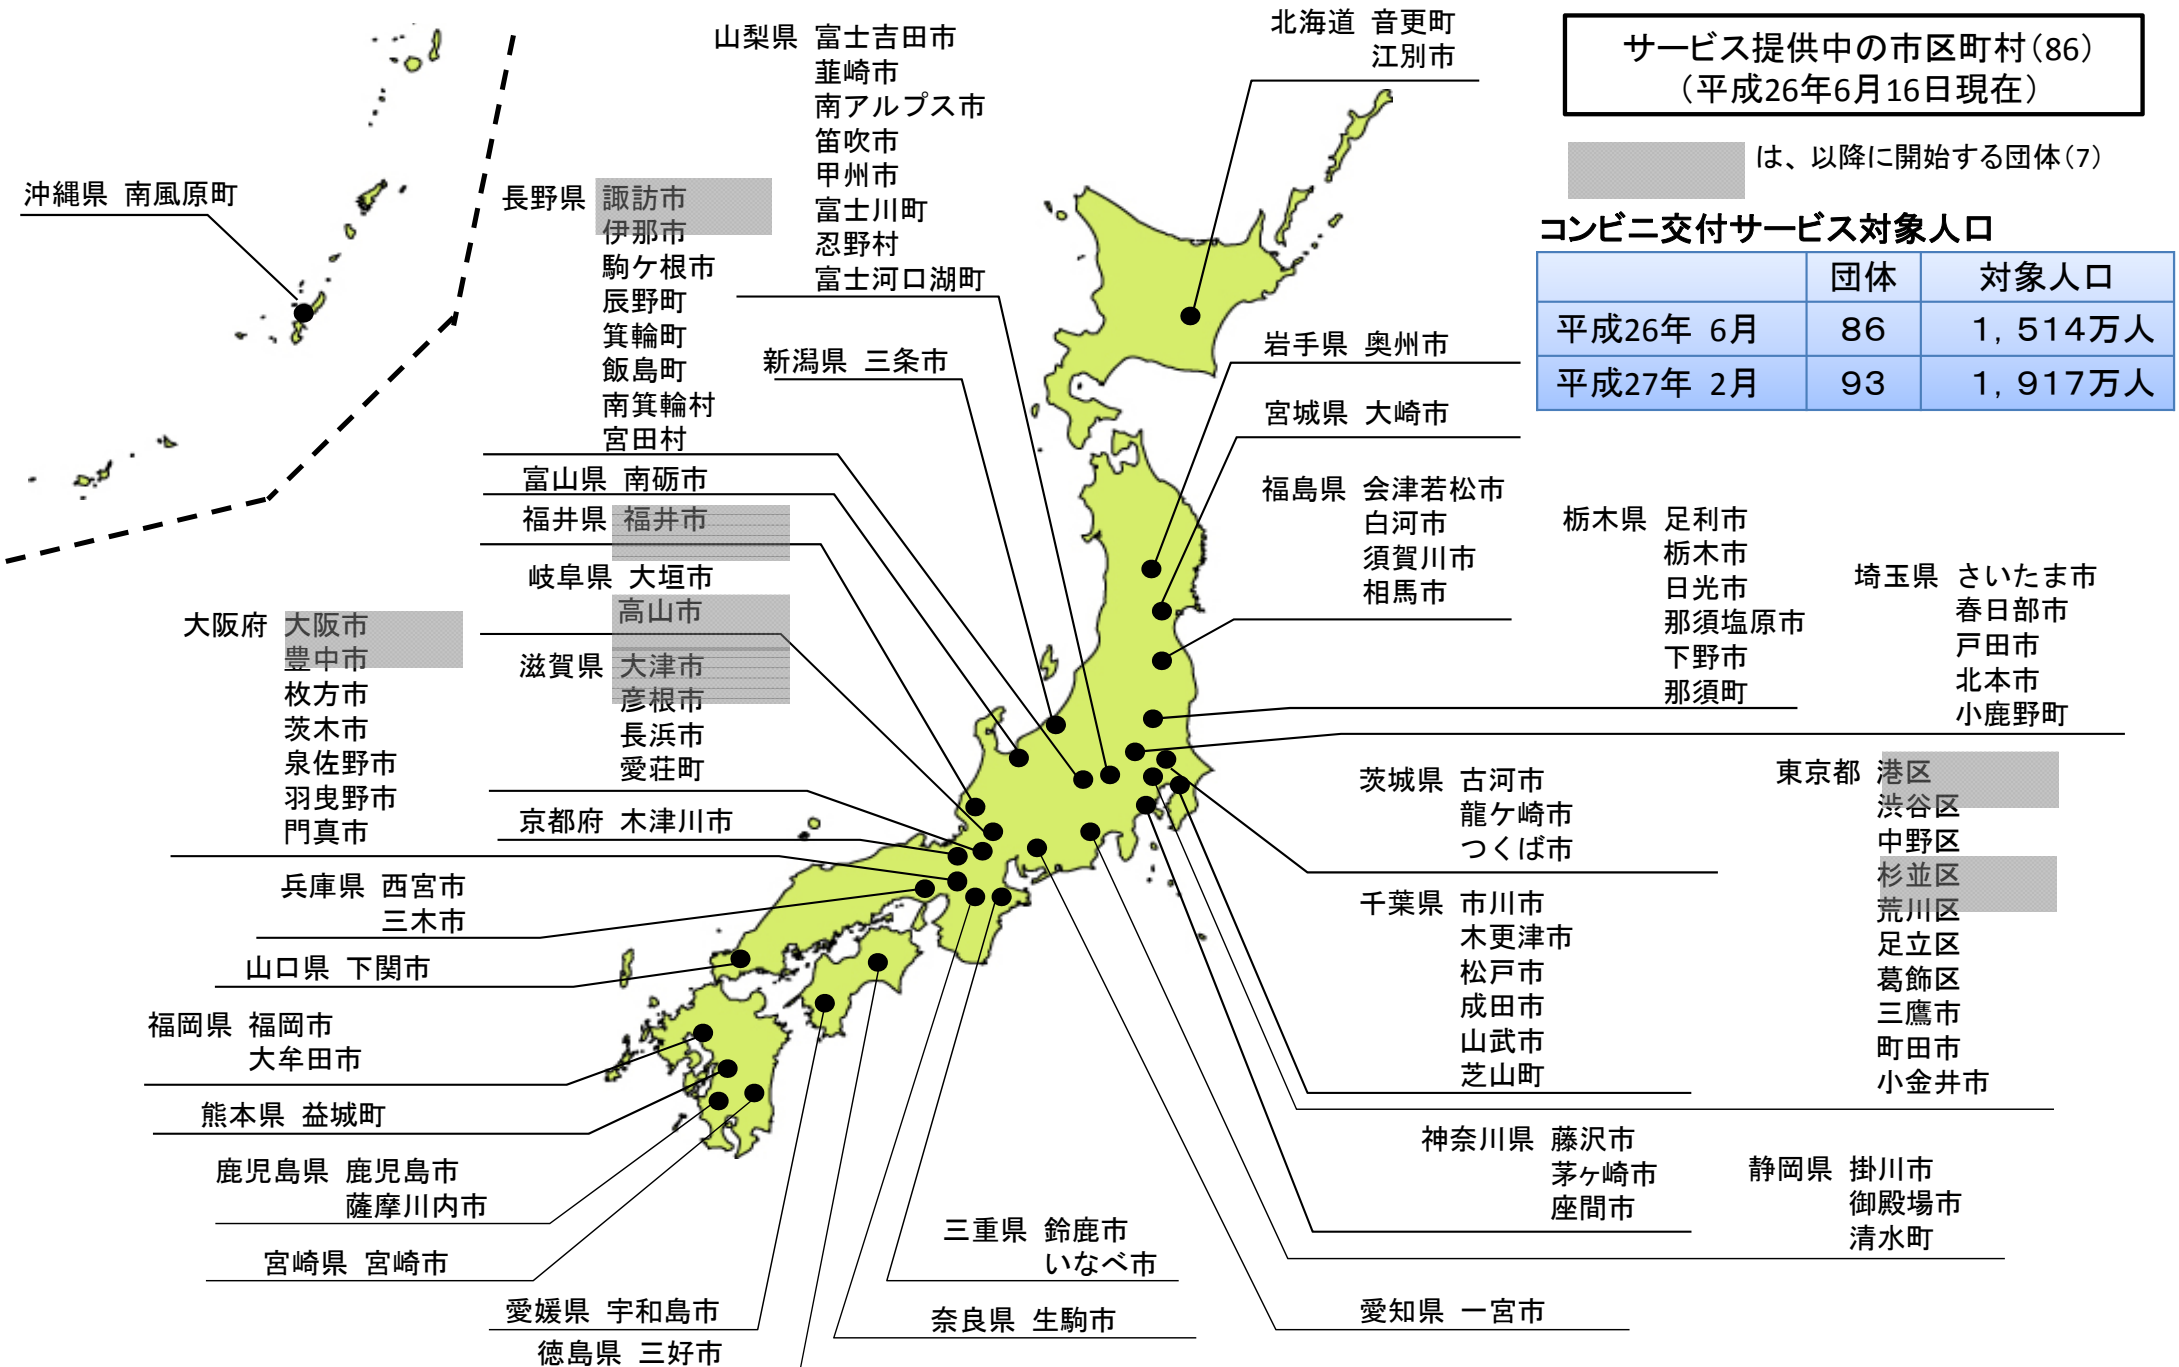 サービス提供中の市区町村(86)
(平成26年6月16日現在)
は、以降に開始する団体(7)
コンビニ交付サービス対象人口
団体 対象人口
平成26年 6月 86 1,514万人
平成27年 2月 93 1,917万人
北海道 音更町
江別市
岩手県 奥州市
宮城県 大崎市
福島県 会津若松市
白河市
須賀川市
相馬市
栃木県 足利市
栃木市
日光市
那須塩原市
下野市
那須町
埼玉県 さいたま市
春日部市
戸田市
北本市
小鹿野町
茨城県 古河市
龍ケ崎市
つくば市
千葉県 市川市
木更津市
松戸市
成田市
山武市
芝山町
東京都 港区
渋谷区
中野区
杉並区
荒川区
足立区
葛飾区
三鷹市
町田市
小金井市
神奈川県 藤沢市
茅ヶ崎市
座間市
静岡県 掛川市
御殿場市
清水町
愛知県 一宮市
山梨県 富士吉田市
韮崎市
南アルプス市
笛吹市
甲州市
富士川町
忍野村
富士河口湖町
新潟県 三条市
長野県 諏訪市
伊那市
駒ケ根市
辰野町
箕輪町
飯島町
南箕輪村
宮田村
富山県 南砺市
福井県 福井市
岐阜県 大垣市
高山市
滋賀県 大津市
彦根市
長浜市
愛荘町
京都府 木津川市
大阪府 大阪市
豊中市
枚方市
茨木市
泉佐野市
羽曳野市
門真市
兵庫県 西宮市
三木市
山口県 下関市
福岡県 福岡市
大牟田市
熊本県 益城町
鹿児島県 鹿児島市
薩摩川内市
宮崎県 宮崎市
愛媛県 宇和島市
徳島県 三好市
三重県 鈴鹿市
いなべ市
奈良県 生駒市
沖縄県 南風原町